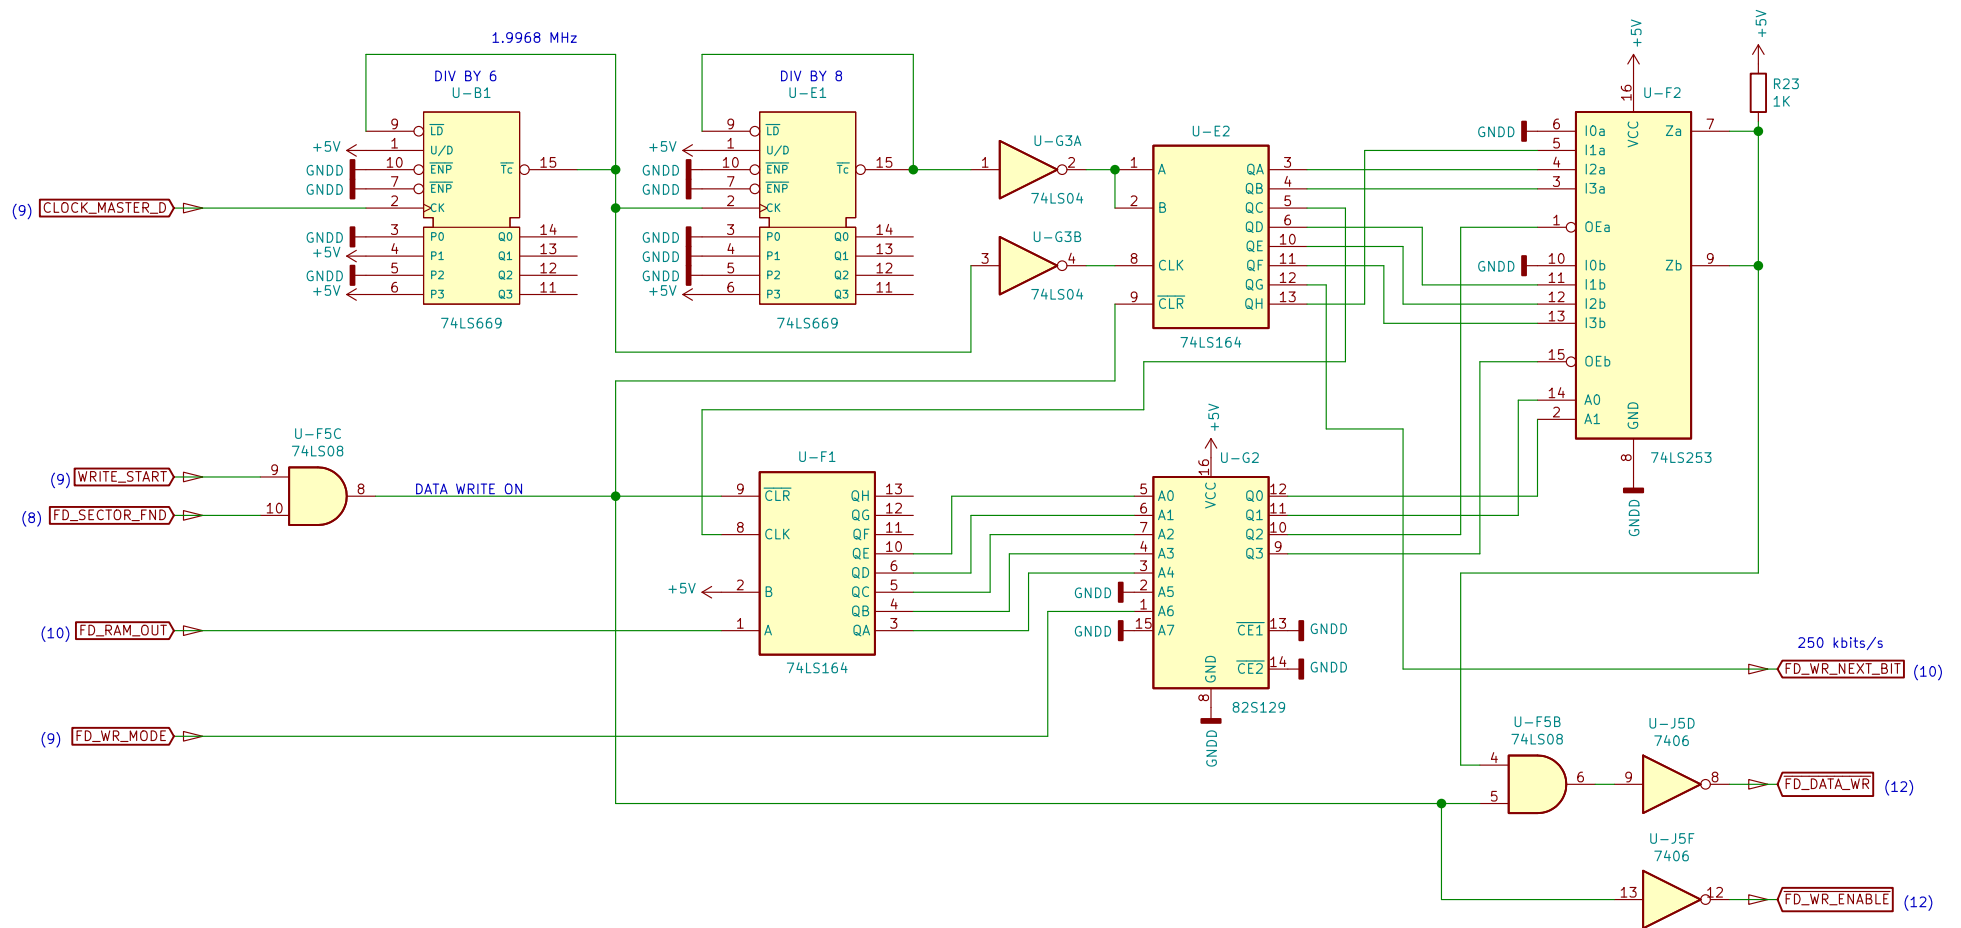 1.9968 MHz
DIV BY 6
U-B1
9 LD
+5V 1 U/D
GNDD 10 ENP
Tc 15
GNDD 7 ENP
(9) CLOCK_MASTER_D
2 CK
GNDD 3 P0 Q0 14
+5V 4 P1 Q1 13
GNDD 5 P2 Q2 12
+5V 6 P3 Q3 11
74LS669
DIV BY 8
U-E1
9 LD
+5V 1 U/D
GNDD 10 ENP
Tc 15
GNDD 7 ENP
2 CK
GNDD 3 P0 Q0 14
GNDD 4 P1 Q1 13
GNDD 5 P2 Q2 12
+5V 6 P3 Q3 11
74LS669
U-G3A
1 2
74LS04
U-G3B
3 4
74LS04
U-E2
1 A QA 3
QB 4
2 B QC 5
QD 6
QE 10
8 CLK QF 11
QG 12
9 CLR QH 13
74LS164
+5V
16
U-F2
VCC
GNDD 6 I0a Za 7
5 I1a
4 I2a
3 I3a
1 OEa
GNDD 10 I0b Zb 9
11 I1b
12 I2b
13 I3b
15 OEb
14 A0
2 A1
GND
8
GNDD
74LS253
+5V
R23
1K
U-F5C
74LS08
(9) WRITE_START
9
8
(8) FD_SECTOR_FND
10
DATA WRITE ON
U-F1
9 CLR QH 13
QG 12
8 CLK QF 11
QE 10
QD 6
+5V 2 B QC 5
QB 4
(10) FD_RAM_OUT
1 A QA 3
74LS164
(9) FD_WR_MODE
+5V
16
U-G2
VCC
5 A0 Q0 12
6 A1 Q1 11
7 A2 Q2 10
4 A3 Q3 9
3 A4
GNDD 2 A5
1 A6
GNDD 15 A7 CE1 13 GNDD
CE2 14 GNDD
GND
8
GNDD
82S129
250 kbits/s
FD_WR_NEXT_BIT (10)
U-F5B
74LS08
4
5
6
U-J5D
7406
9 8
FD_DATA_WR (12)
U-J5F
7406
13 12
FD_WR_ENABLE (12)